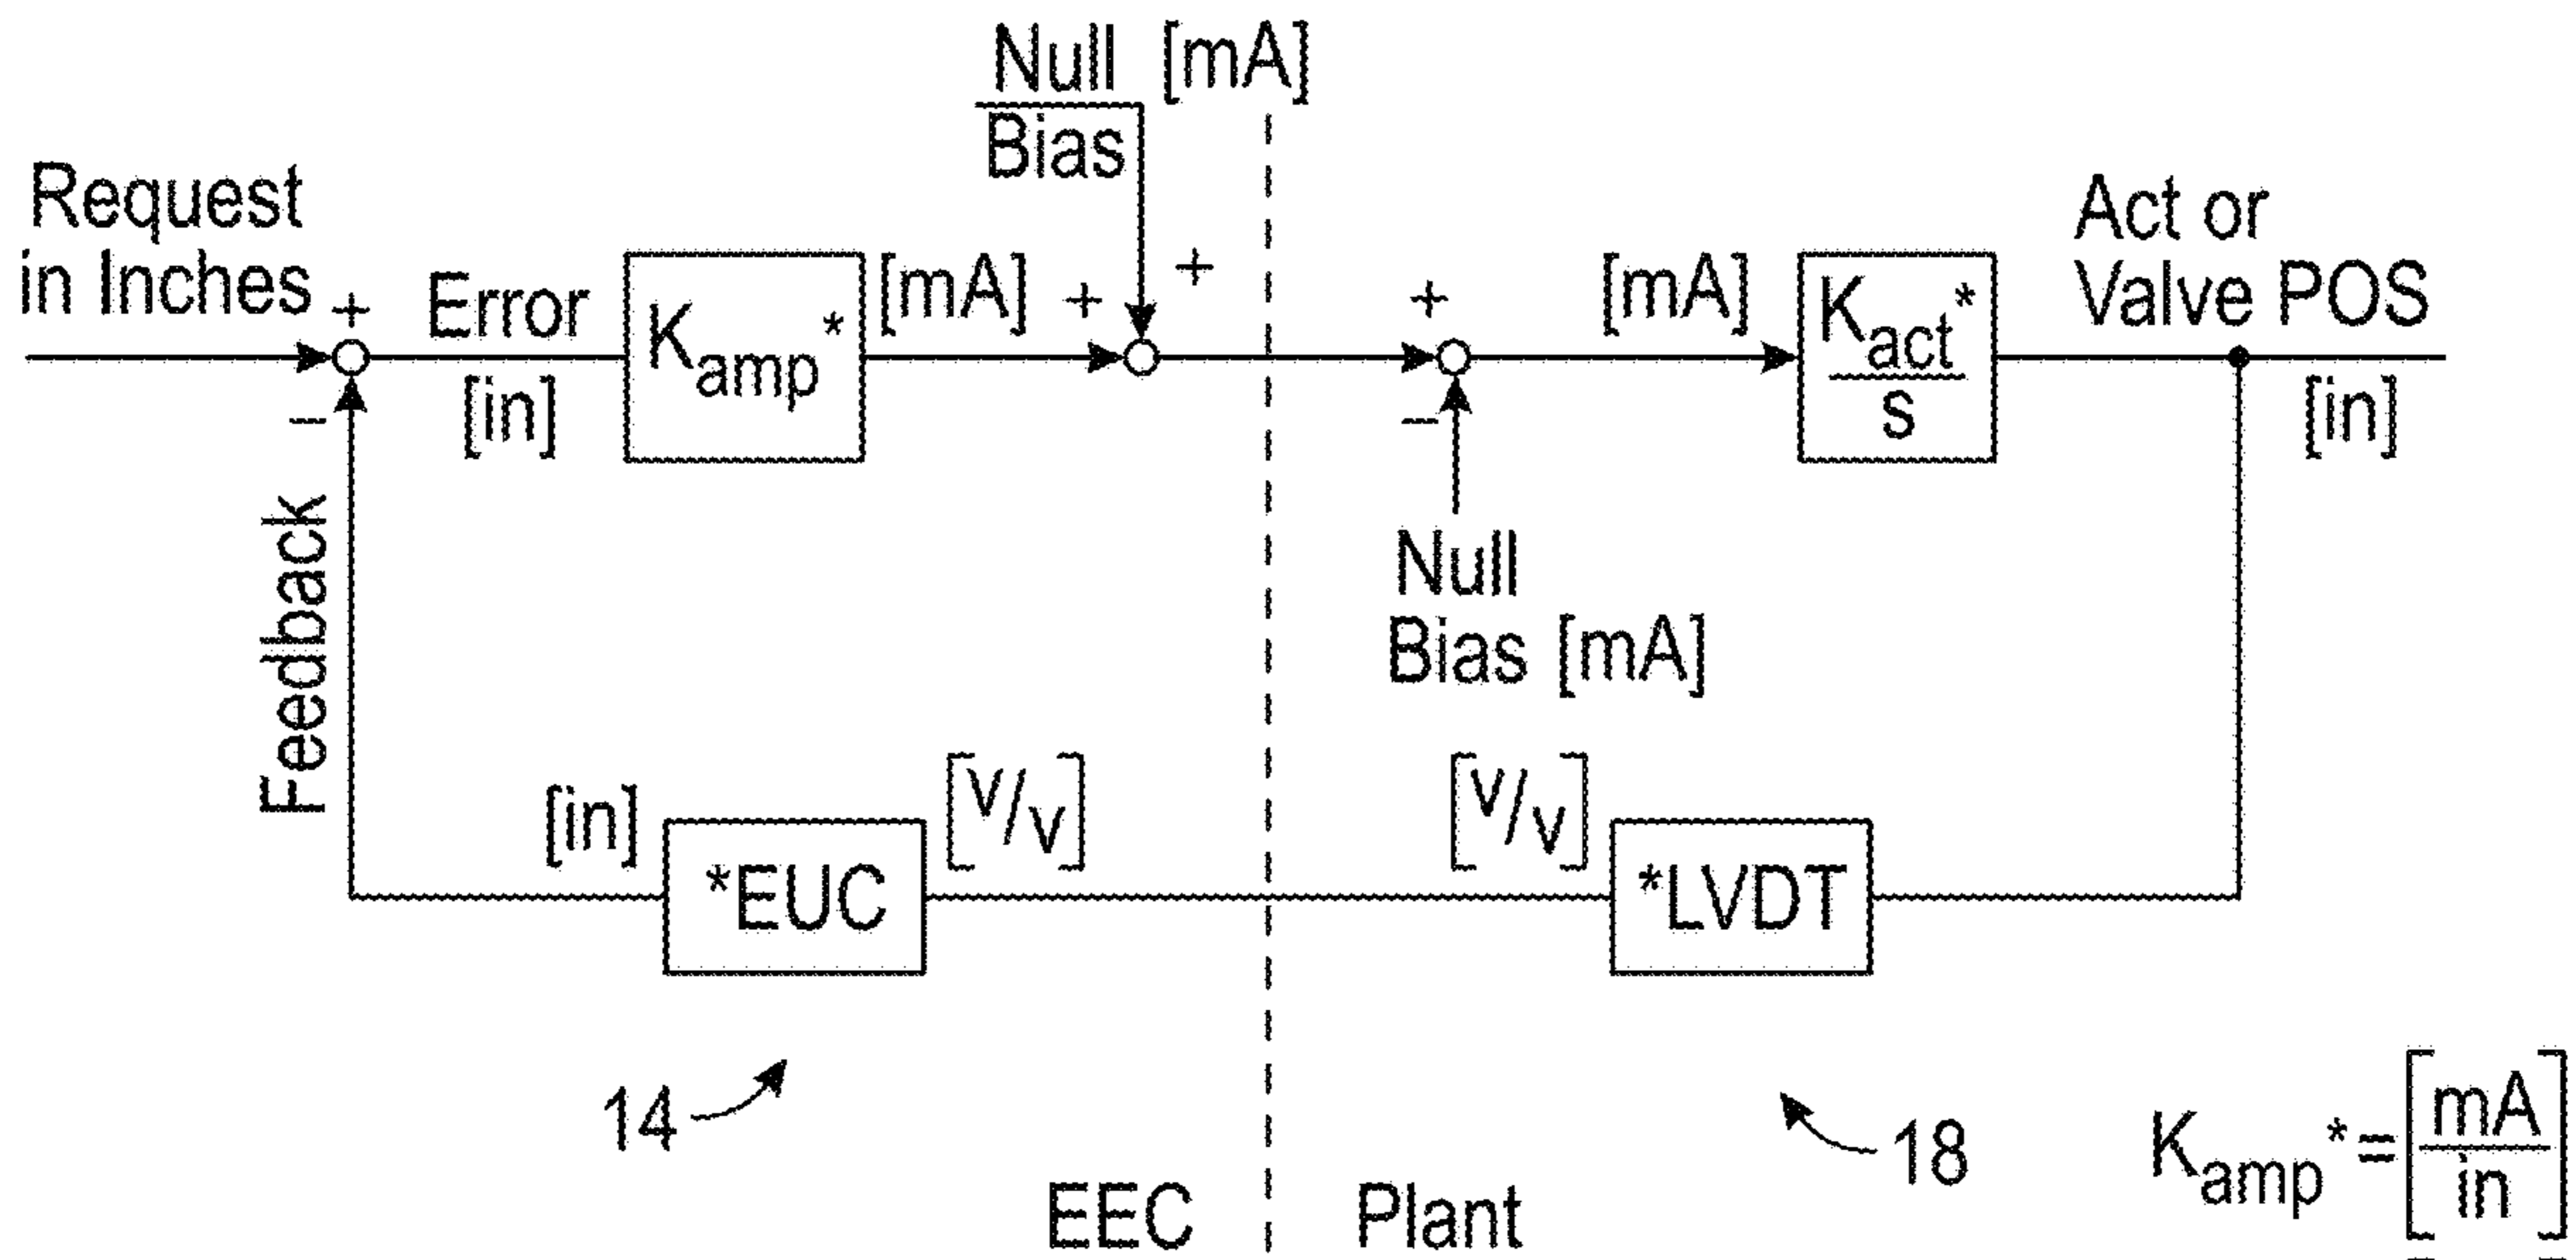 Null [mA]
Bias
Request
in Inches
+
Error
[in]
−
Kamp*
[mA]
+
+
+
−
[mA]
Kact*
s
Act or
Valve POS
[in]
Null
Bias [mA]
Feedback
[in]
*EUC
[v/v]
[v/v]
*LVDT
14
18
EEC
Plant
Kamp* = [mA/in]